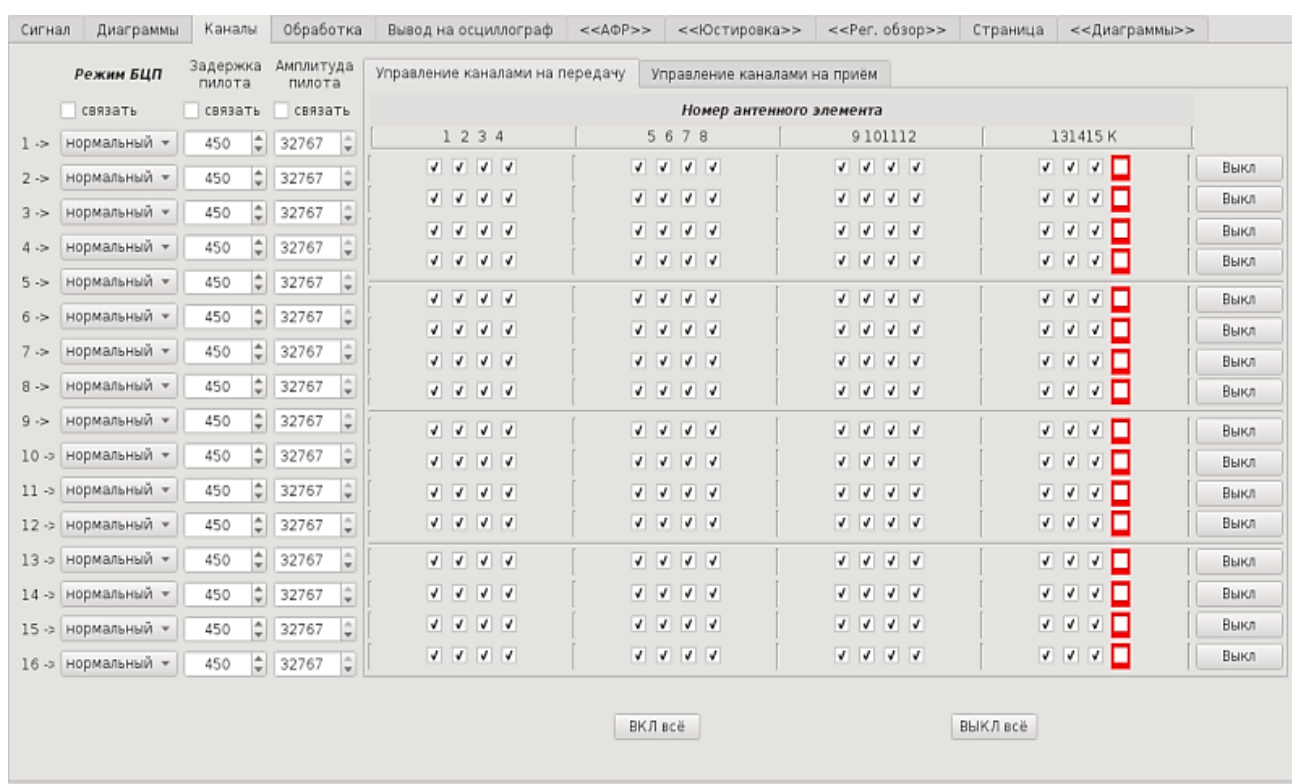 Сигнал Диаграммы Каналы Обработка Вывод на осциллограф <<АФР>> <<Юстировка>> <<Рег. обзор>> Страница <<Диаграммы>>
Режим БЦП Задержка пилота Амплитуда пилота Управление каналами на передачу Управление каналами на приём
связать связать связать Номер антенного элемента
1 2 3 4 5 6 7 8 9 10 11 12 13 14 15 К
1 -> нормальный 450 32767 Выкл
2 -> нормальный 450 32767 Выкл
3 -> нормальный 450 32767 Выкл
4 -> нормальный 450 32767 Выкл
5 -> нормальный 450 32767 Выкл
6 -> нормальный 450 32767 Выкл
7 -> нормальный 450 32767 Выкл
8 -> нормальный 450 32767 Выкл
9 -> нормальный 450 32767 Выкл
10 -> нормальный 450 32767 Выкл
11 -> нормальный 450 32767 Выкл
12 -> нормальный 450 32767 Выкл
13 -> нормальный 450 32767 Выкл
14 -> нормальный 450 32767 Выкл
15 -> нормальный 450 32767 Выкл
16 -> нормальный 450 32767 Выкл
ВКЛ всё ВЫКЛ всё